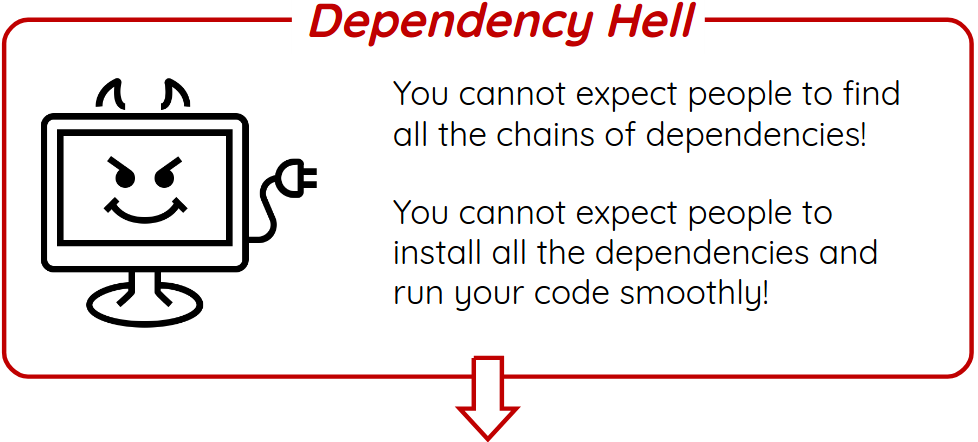 Dependency Hell
You cannot expect people to find
all the chains of dependencies!
You cannot expect people to
install all the dependencies and
run your code smoothly!